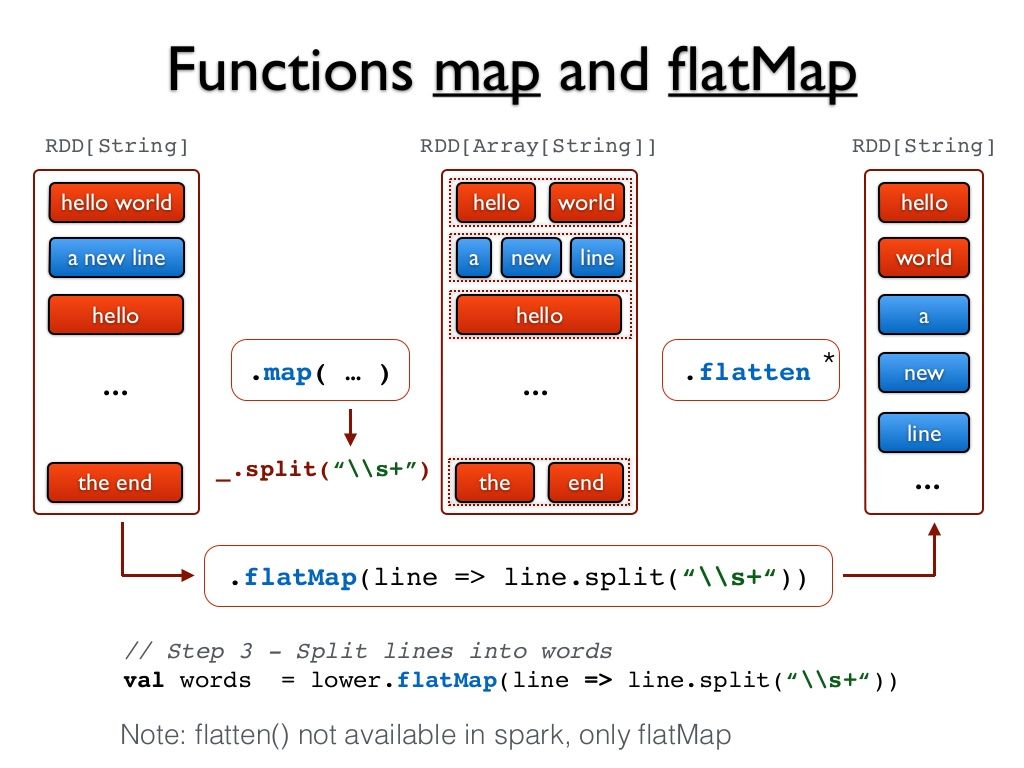 Functions map and flatMap
RDD[String]
hello world
a new line
hello
...
the end
.map( … )
_.split(“\\s+”)
RDD[Array[String]]
hello world
a new line
hello
...
the end
.flatten *
RDD[String]
hello
world
a
new
line
...
.flatMap(line => line.split(“\\s+“))
// Step 3 - Split lines into words
val words = lower.flatMap(line => line.split(“\\s+“))
Note: flatten() not available in spark, only flatMap